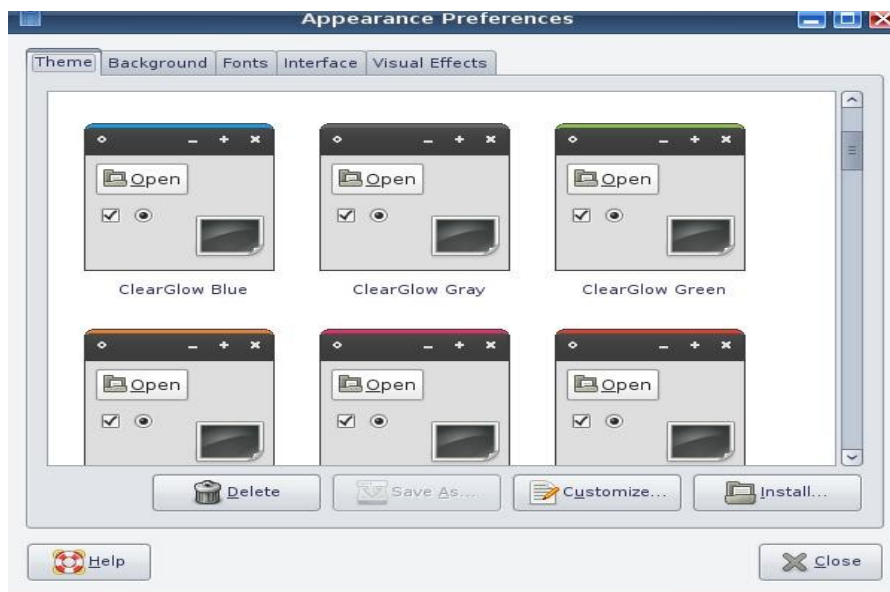 Appearance Preferences
Theme Background Fonts Interface Visual Effects
Open Open Open
ClearGlow Blue ClearGlow Gray ClearGlow Green
Open Open Open
Delete Save As... Customize... Install...
Help Close